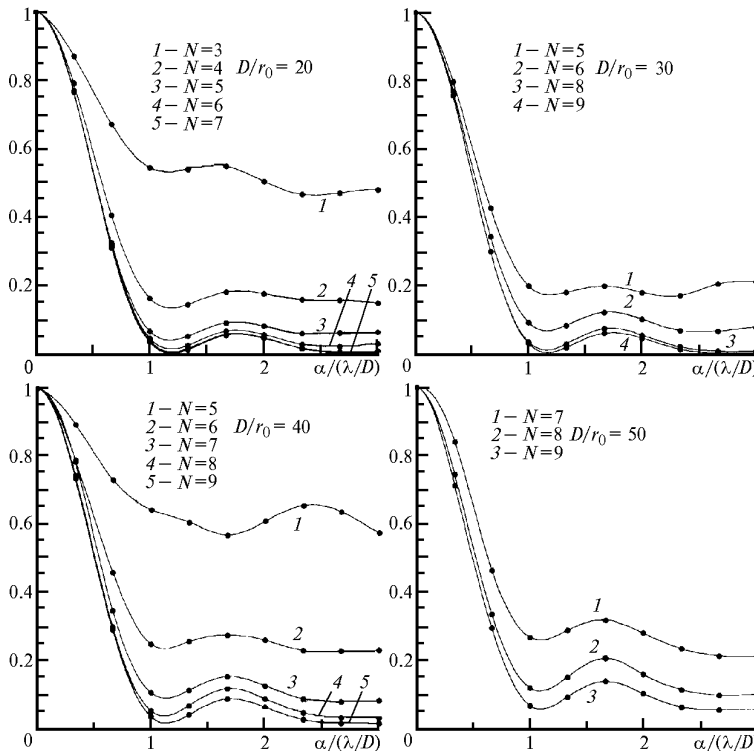 1
0.8
0.6
0.4
0.2
0
1
2
α/(λ/D)
1 – N=3
2 – N=4 D/r0 = 20
3 – N=5
4 – N=6
5 – N=7
1
2
3
4
5
1
0.8
0.6
0.4
0.2
0
1
2
α/(λ/D)
1 – N=5
2 – N=6 D/r0 = 30
3 – N=8
4 – N=9
1
2
3
4
1
0.8
0.6
0.4
0.2
0
1
2
α/(λ/D)
1 – N=5
2 – N=6 D/r0 = 40
3 – N=7
4 – N=8
5 – N=9
1
2
3
4
5
1
0.8
0.6
0.4
0.2
0
1
2
α/(λ/D)
1 – N=7
2 – N=8 D/r0 = 50
3 – N=9
1
2
3